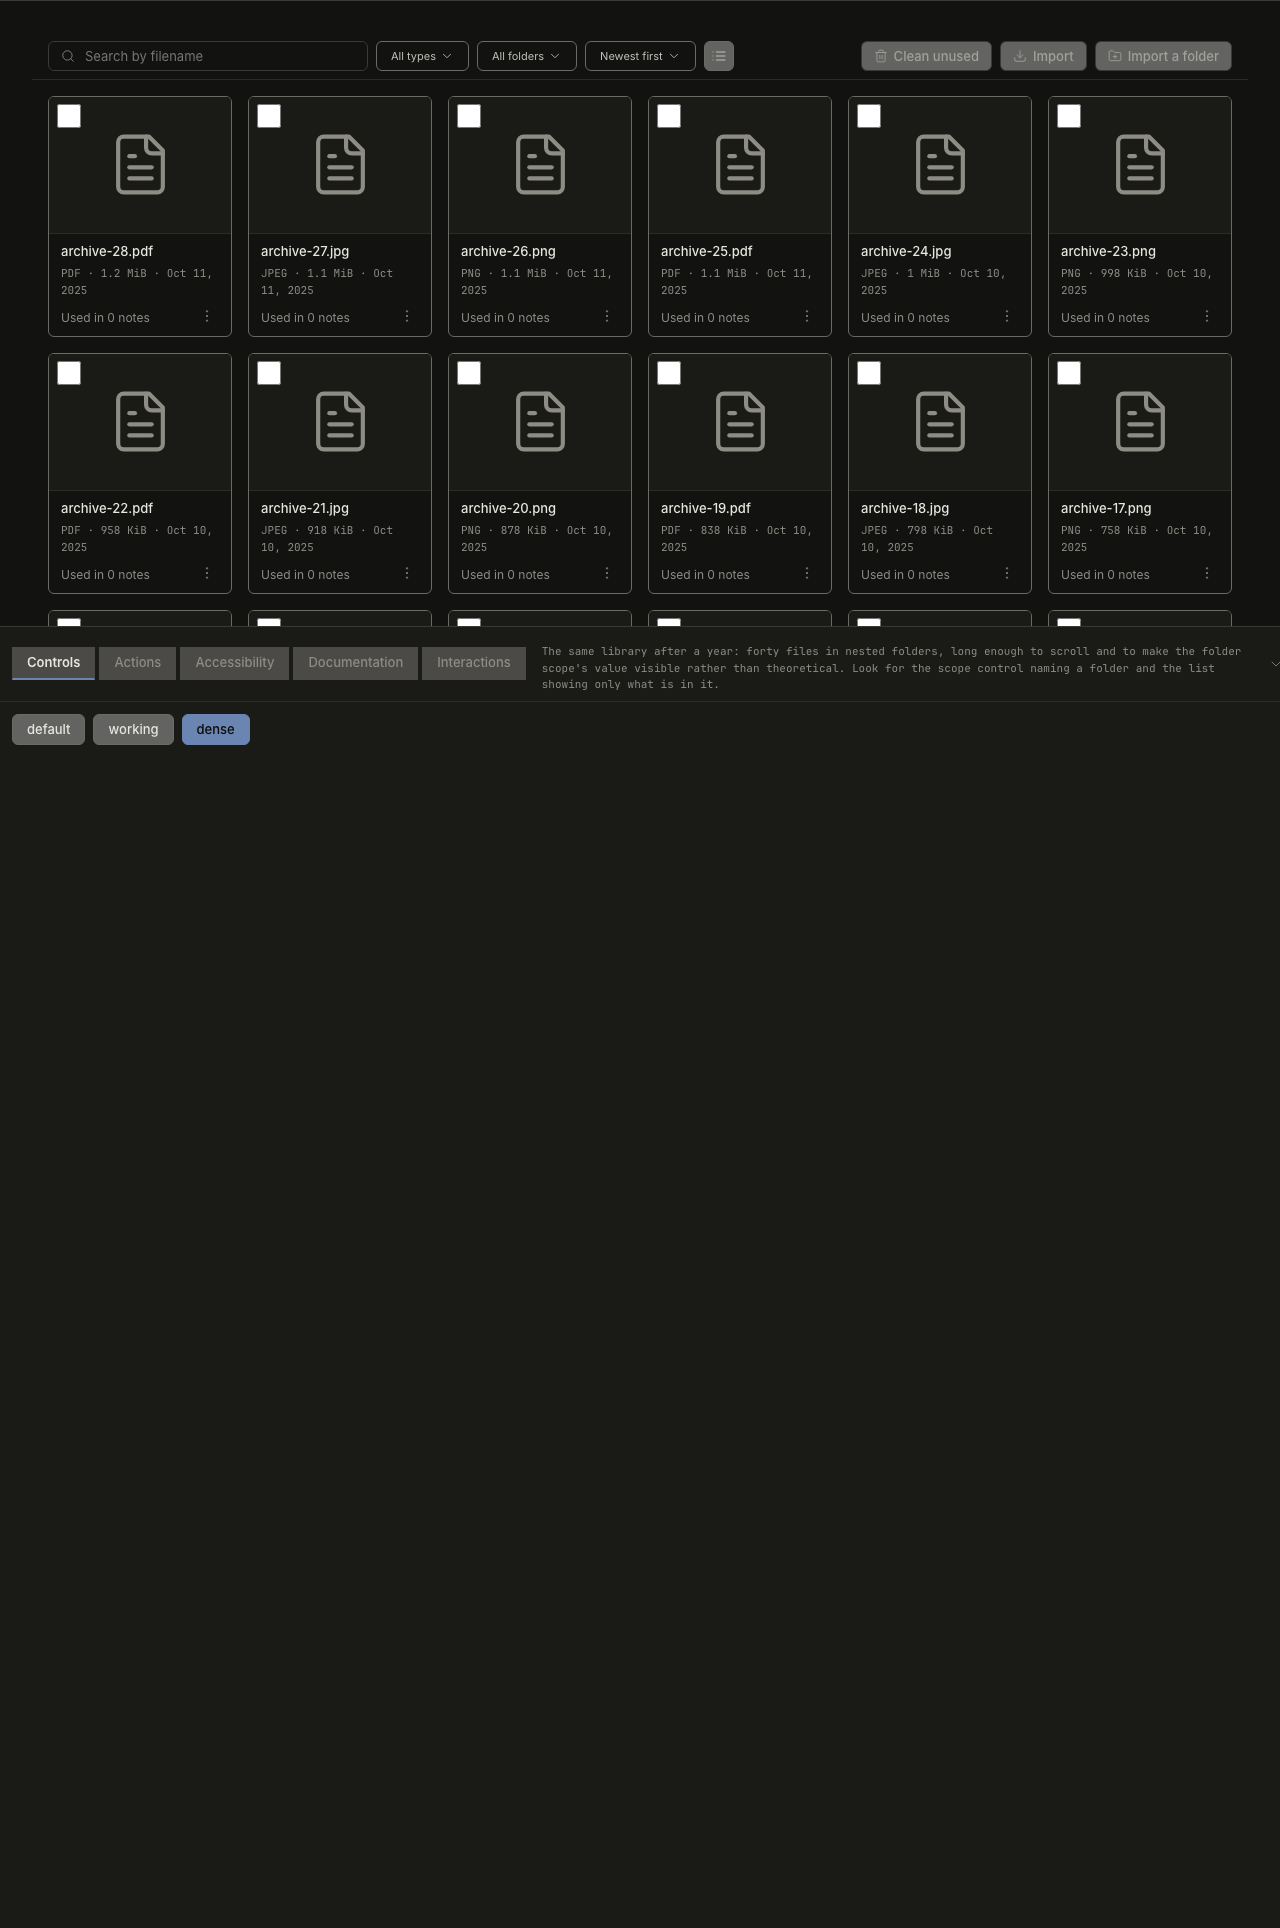 Search by filename
All types
All folders
Newest first
Clean unused
Import
Import a folder
archive-28.pdf
PDF · 1.2 MiB · Oct 11,
2025
Used in 0 notes
archive-27.jpg
JPEG · 1.1 MiB · Oct
11, 2025
Used in 0 notes
archive-26.png
PNG · 1.1 MiB · Oct 11,
2025
Used in 0 notes
archive-25.pdf
PDF · 1.1 MiB · Oct 11,
2025
Used in 0 notes
archive-24.jpg
JPEG · 1 MiB · Oct 10,
2025
Used in 0 notes
archive-23.png
PNG · 998 KiB · Oct 10,
2025
Used in 0 notes
archive-22.pdf
PDF · 958 KiB · Oct 10,
2025
Used in 0 notes
archive-21.jpg
JPEG · 918 KiB · Oct
10, 2025
Used in 0 notes
archive-20.png
PNG · 878 KiB · Oct 10,
2025
Used in 0 notes
archive-19.pdf
PDF · 838 KiB · Oct 10,
2025
Used in 0 notes
archive-18.jpg
JPEG · 798 KiB · Oct
10, 2025
Used in 0 notes
archive-17.png
PNG · 758 KiB · Oct 10,
2025
Used in 0 notes
Controls
Actions
Accessibility
Documentation
Interactions
The same library after a year: forty files in nested folders, long enough to scroll and to make the folder
scope's value visible rather than theoretical. Look for the scope control naming a folder and the list
showing only what is in it.
default
working
dense